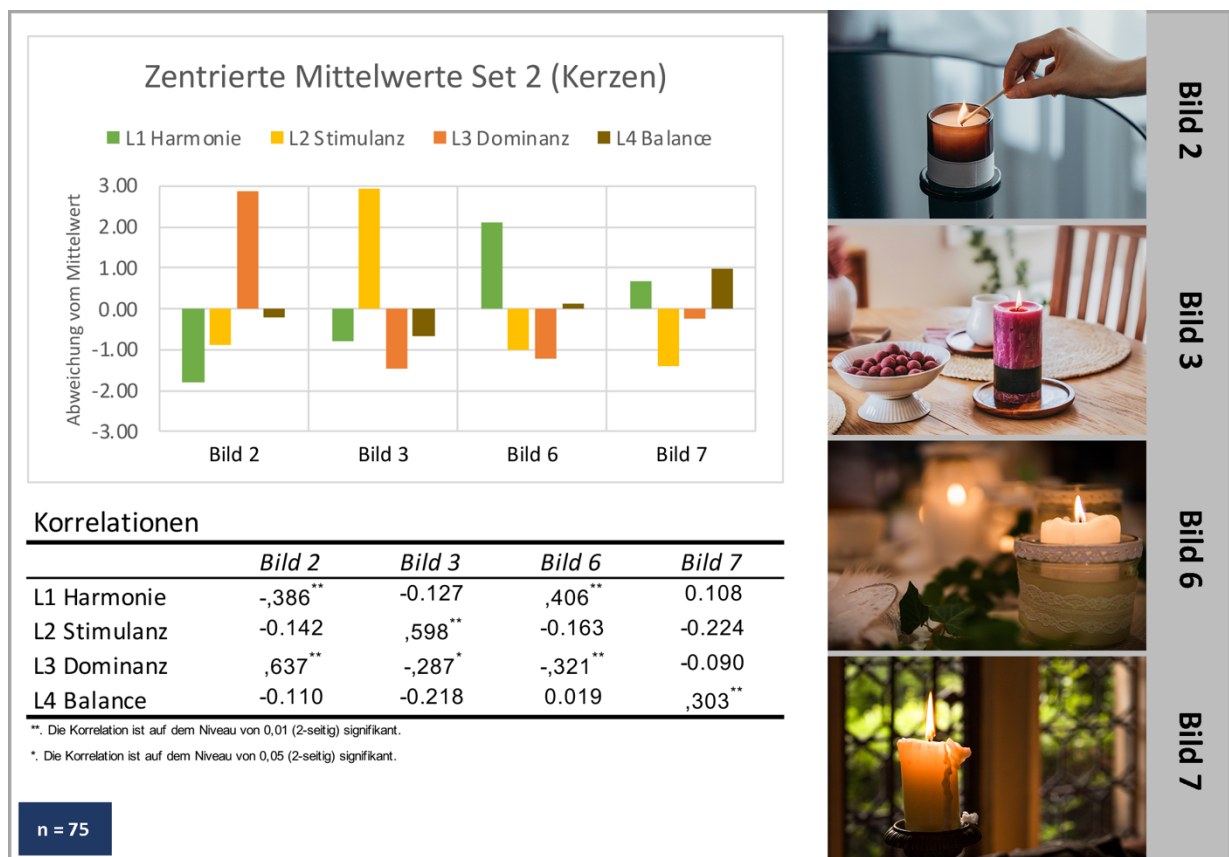 Zentrierte Mittelwerte Set 2 (Kerzen)
L1 Harmonie L2 Stimulanz L3 Dominanz L4 Balance
Abweichung vom Mittelwert
3.00
2.00
1.00
0.00
-1.00
-2.00
-3.00
Bild 2 Bild 3 Bild 6 Bild 7
Korrelationen
Bild 2 Bild 3 Bild 6 Bild 7
L1 Harmonie -,386** -0.127 ,406** 0.108
L2 Stimulanz -0.142 ,598** -0.163 -0.224
L3 Dominanz ,637** -,287* -,321** -0.090
L4 Balance -0.110 -0.218 0.019 ,303**
**. Die Korrelation ist auf dem Niveau von 0,01 (2-seitig) signifikant.
*. Die Korrelation ist auf dem Niveau von 0,05 (2-seitig) signifikant.
n = 75
Bild 2
Bild 3
Bild 6
Bild 7